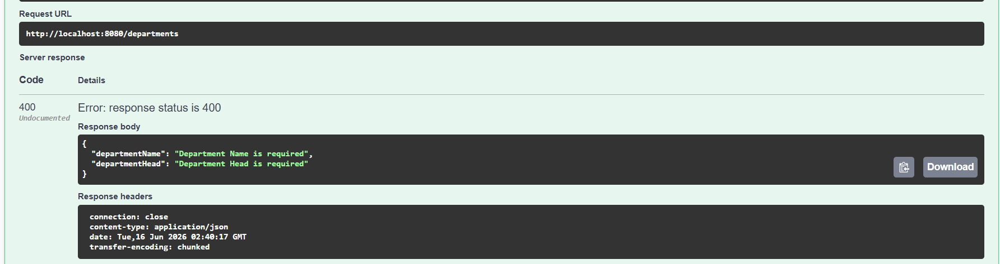 Request URL
http://localhost:8080/departments
Server response
Code Details
400 Error: response status is 400
Undocumented
Response body
{
"departmentName": "Department Name is required",
"departmentHead": "Department Head is required"
}
Download
Response headers
connection: close
content-type: application/json
date: Tue,16 Jun 2026 02:40:17 GMT
transfer-encoding: chunked